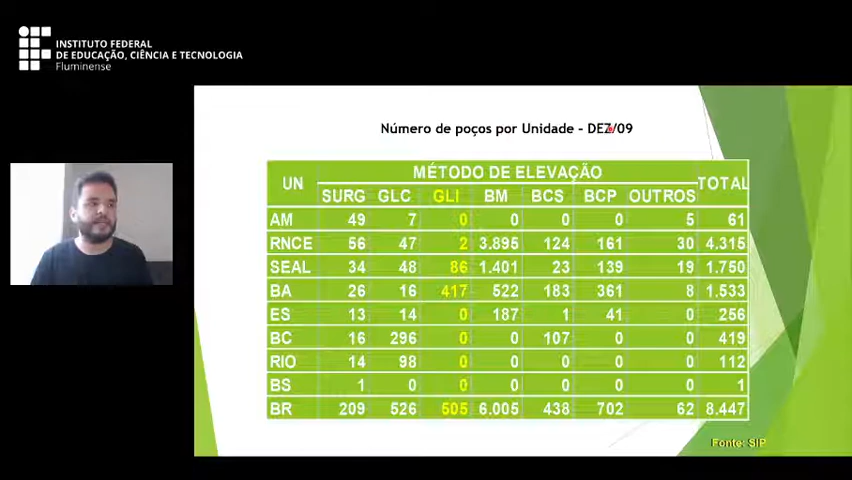 INSTITUTO FEDERAL
DE EDUCAÇÃO, CIÊNCIA E TECNOLOGIA
Fluminense
Número de poços por Unidade - DEZ/09
UN MÉTODO DE ELEVAÇÃO TOTAL
SURG GLC GLI BM BCS BCP OUTROS
AM 49 7 0 0 0 0 5 61
RNCE 56 47 2 3.895 124 161 30 4.315
SEAL 34 48 86 1.401 23 139 19 1.750
BA 26 16 417 522 183 361 8 1.533
ES 13 14 0 187 1 41 0 256
BC 16 296 0 0 107 0 0 419
RIO 14 98 0 0 0 0 0 112
BS 1 0 0 0 0 0 0 1
BR 209 526 505 6.005 438 702 62 8.447
Fonte: SIP